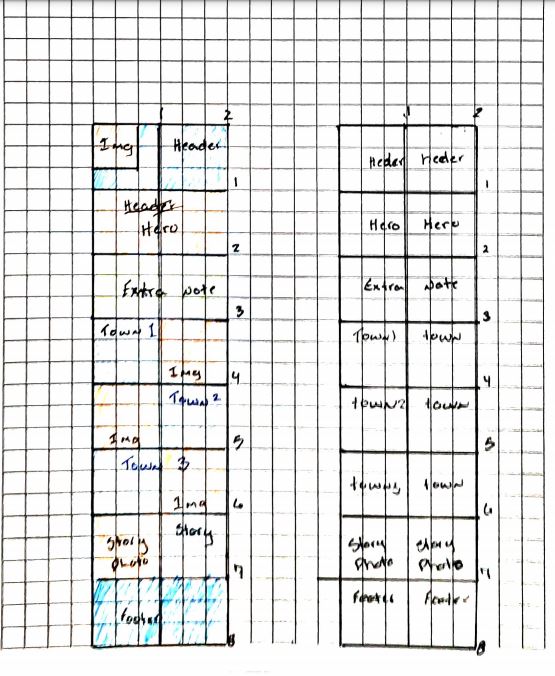 1 2
Img Header
1
Header
Hero
2
Extra Note
3
Town 1
Img
4
Town 2
Img
5
Town 3
Img
6
Story
Story
Photo
7
Footer
8
1 2
Heder heder
1
Hero Hero
2
Extra Note
3
Town1 town
4
town2 town
5
town3 town
6
Story Story
Photo Photo
7
Footer Footer
8